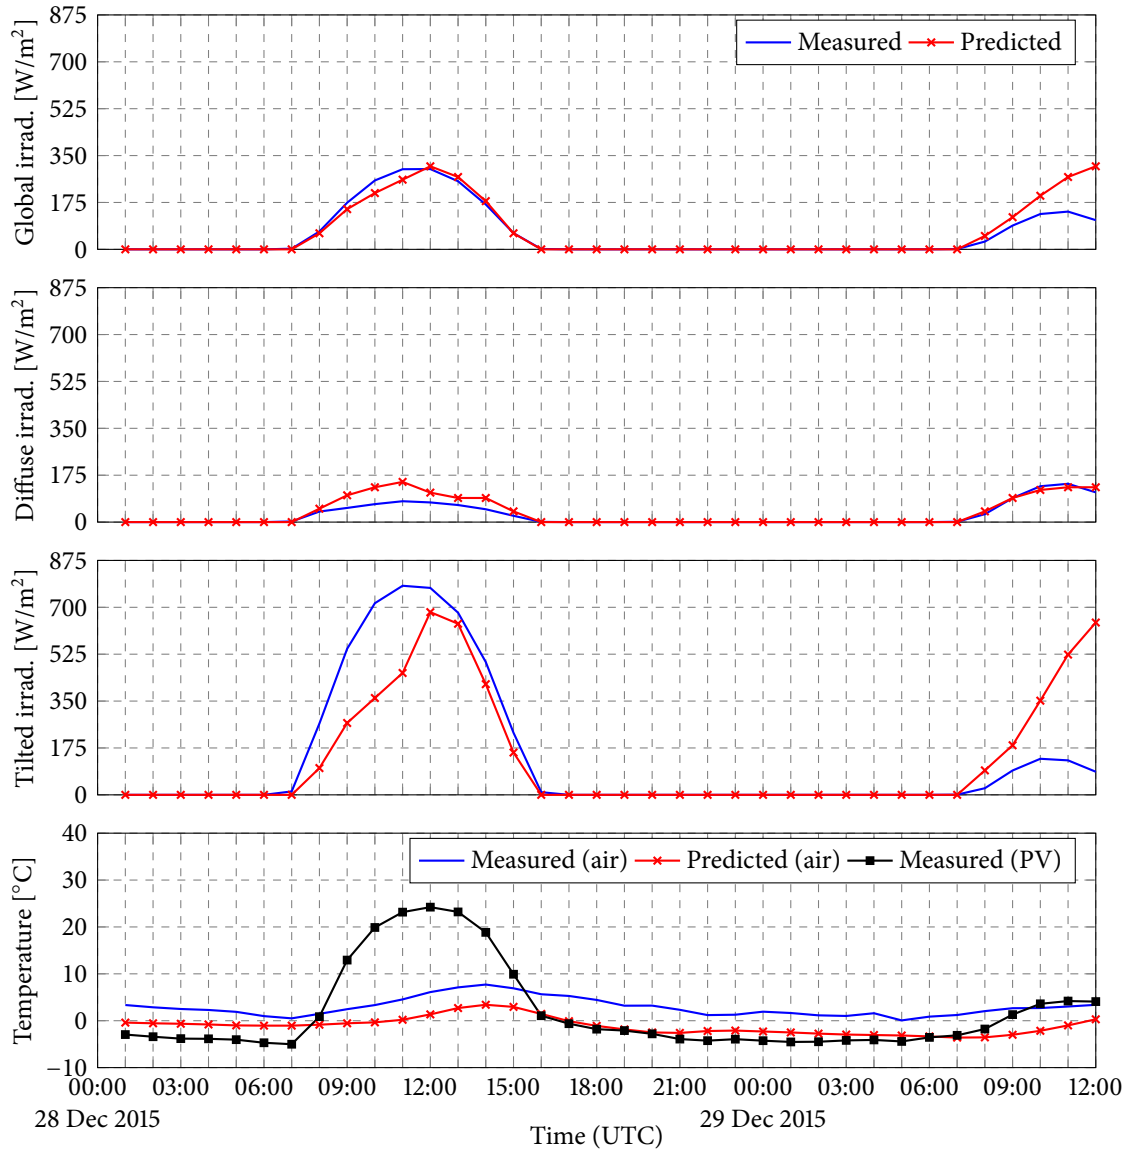 875
700
525
350
175
0
Global irrad. [W/m²]
Measured Predicted
875
700
525
350
175
0
Diffuse irrad. [W/m²]
875
700
525
350
175
0
Tilted irrad. [W/m²]
40
30
20
10
0
−10
Temperature [°C]
Measured (air) Predicted (air) Measured (PV)
00:00 03:00 06:00 09:00 12:00 15:00 18:00 21:00 00:00 03:00 06:00 09:00 12:00
28 Dec 2015 29 Dec 2015
Time (UTC)